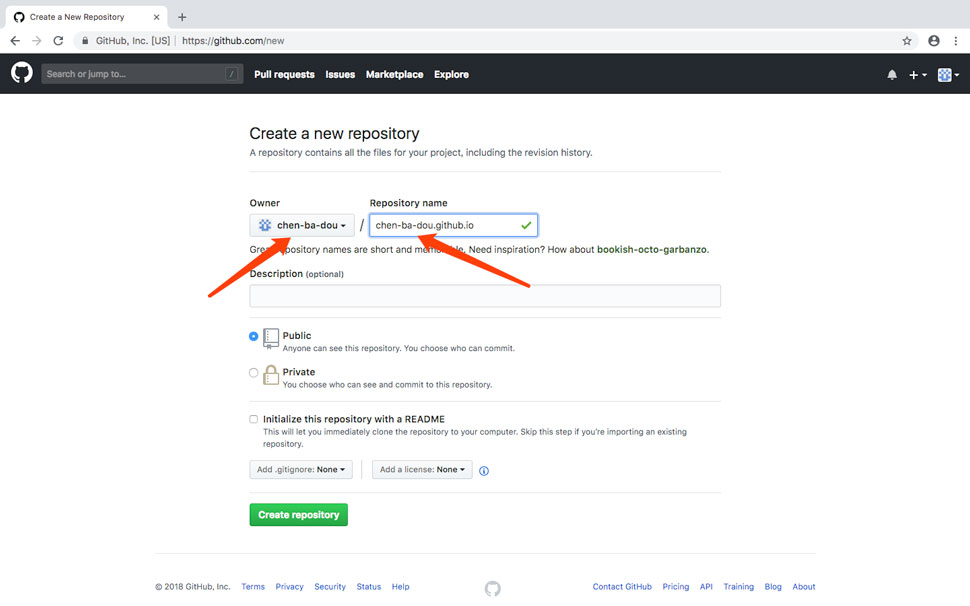 Create a New Repository
GitHub, Inc. [US] https://github.com/new
Search or jump to... / Pull requests Issues Marketplace Explore
Create a new repository
A repository contains all the files for your project, including the revision history.
Owner Repository name
chen-ba-dou / chen-ba-dou.github.io
repository names are short and Need inspiration? How about bookish-octo-garbanzo.
Description (optional)
Public
Anyone can see this repository. You choose who can commit.
Private
You choose who can see and commit to this repository.
Initialize this repository with a README
This will let you immediately clone the repository to your computer. Skip this step if you're importing an existing
repository.
Add .gitignore: None Add a license: None
Create repository
© 2018 GitHub, Inc. Terms Privacy Security Status Help Contact GitHub Pricing API Training Blog About